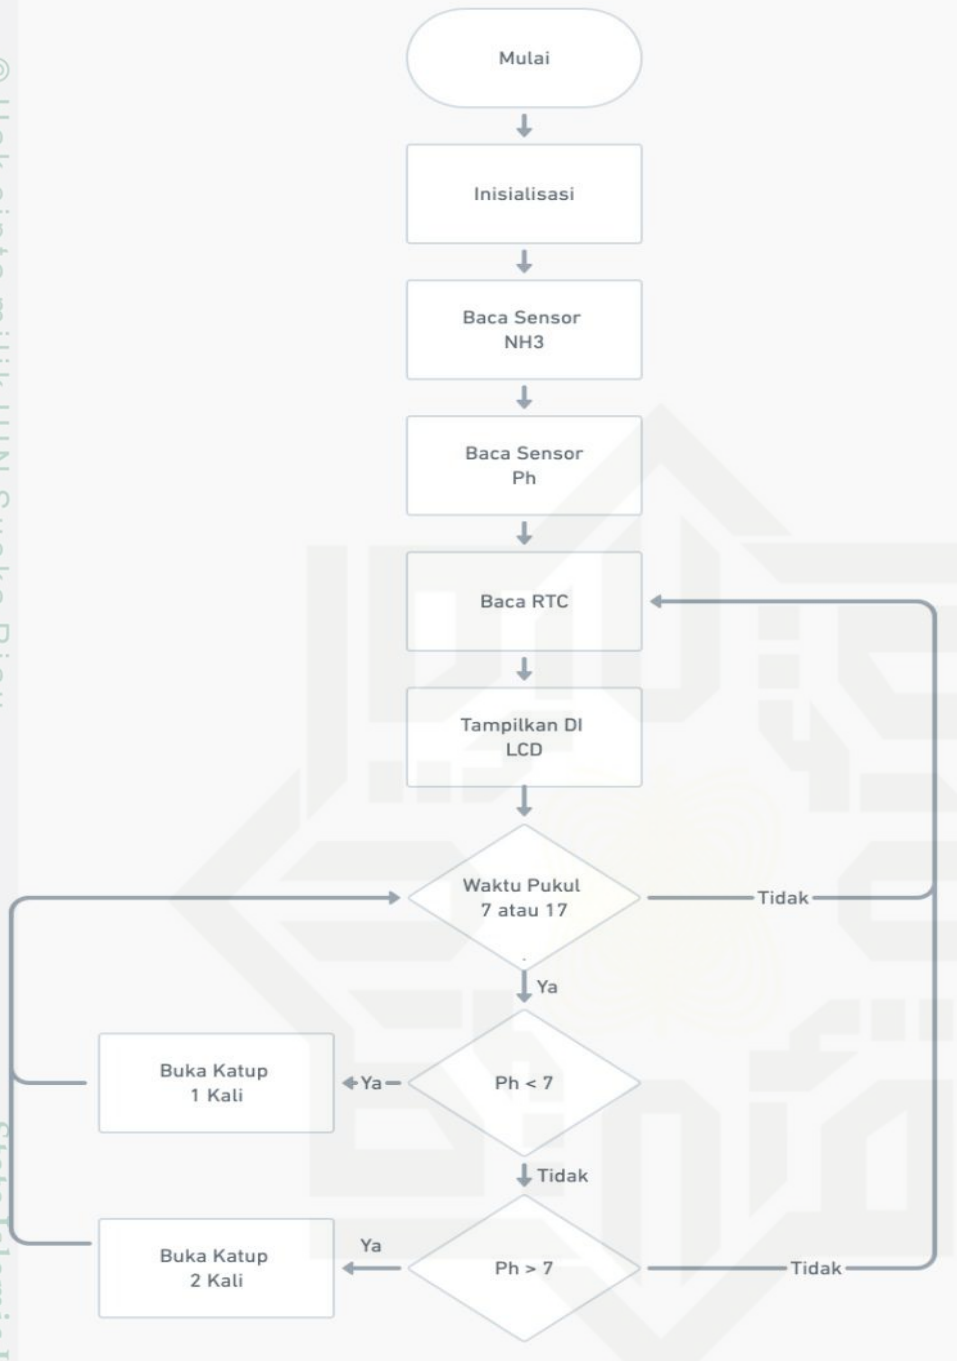 Mulai
Inisialisasi
Baca Sensor
NH3
Baca Sensor
Ph
Baca RTC
Tampilkan DI
LCD
Waktu Pukul
7 atau 17
.
Tidak
Ya
Buka Katup
1 Kali
Ya
Ph < 7
Tidak
Buka Katup
2 Kali
Ya
Ph > 7
Tidak